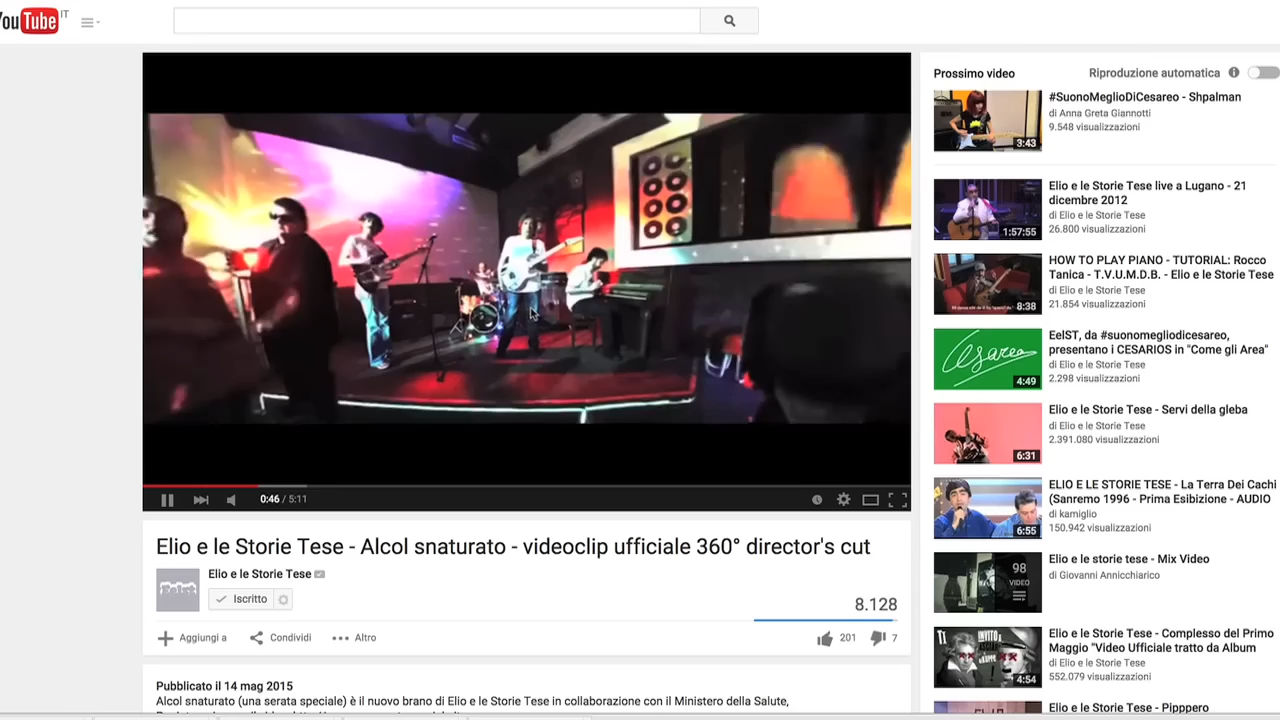 YouTube IT
0:46 / 5:11
Elio e le Storie Tese - Alcol snaturato - videoclip ufficiale 360° director's cut
Elio e le Storie Tese
Iscritto
8.128
Aggiungi a
Condividi
Altro
201
7
Pubblicato il 14 mag 2015
Alcol snaturato (una serata speciale) è il nuovo brano di Elio e le Storie Tese in collaborazione con il Ministero della Salute,
Prossimo video
Riproduzione automatica
3:43
#SuonoMeglioDiCesareo - Shpalman
di Anna Greta Giannotti
9.548 visualizzazioni
1:57:55
Elio e le Storie Tese live a Lugano - 21
dicembre 2012
di Elio e le Storie Tese
26.800 visualizzazioni
8:38
HOW TO PLAY PIANO - TUTORIAL: Rocco
Tanica - T.V.U.M.D.B. - Elio e le Storie Tese
di Elio e le Storie Tese
21.854 visualizzazioni
Cesareo
4:49
EelST, da #suonomegliodicesareo,
presentano i CESARIOS in "Come gli Area"
di Elio e le Storie Tese
2.298 visualizzazioni
6:31
Elio e le Storie Tese - Servi della gleba
di Elio e le Storie Tese
2.391.080 visualizzazioni
6:55
ELIO E LE STORIE TESE - La Terra Dei Cachi
(Sanremo 1996 - Prima Esibizione - AUDIO
di kamiglio
150.942 visualizzazioni
98
VIDEO
Elio e le storie tese - Mix Video
di Giovanni Annicchiarico
4:54
Elio e le Storie Tese - Complesso del Primo
Maggio "Video Ufficiale tratto da Album
di Elio e le Storie Tese
552.079 visualizzazioni
Elio e le Storie Tese - Pipppero